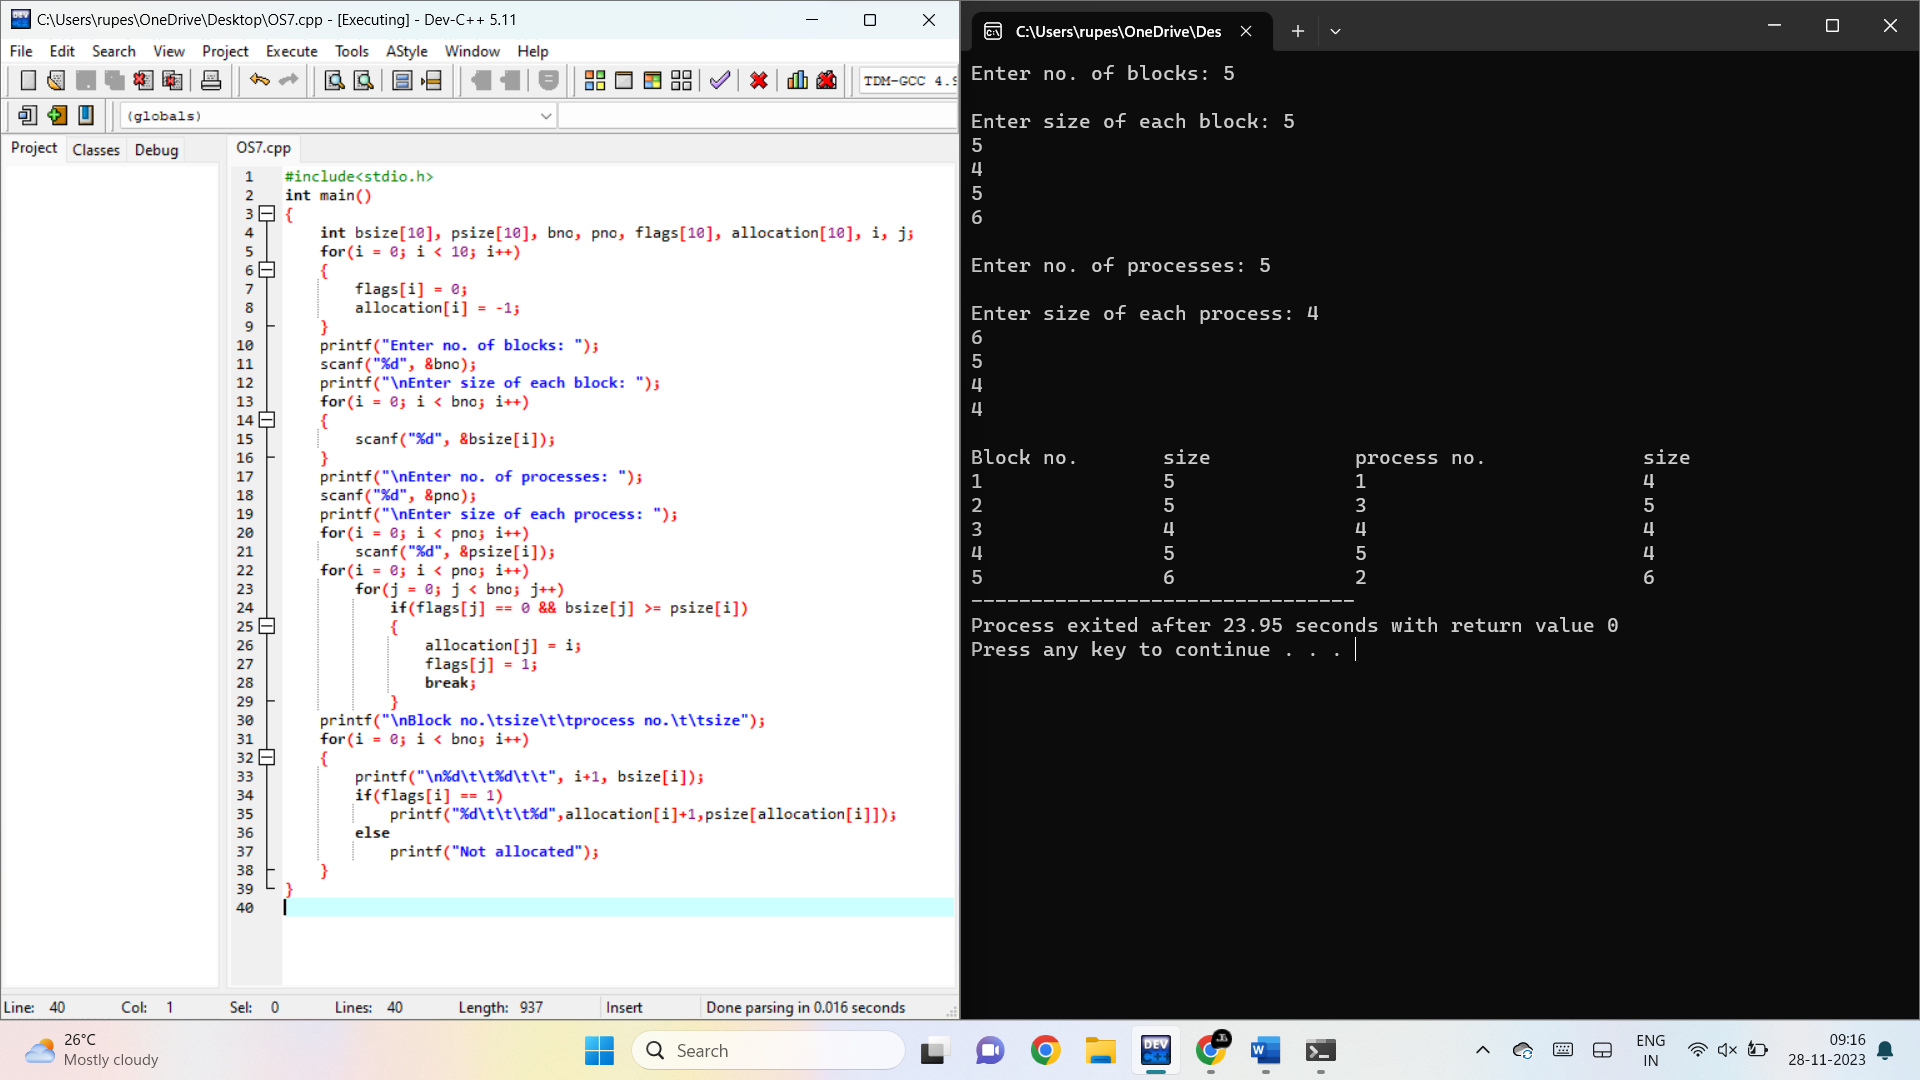 C:\Users\rupes\OneDrive\Desktop\OS7.cpp - [Executing] - Dev-C++ 5.11
File Edit Search View Project Execute Tools AStyle Window Help
TDM-GCC 4.9
(globals)
Project Classes Debug
OS7.cpp
1 #include<stdio.h>
2 int main()
3 {
4 int bsize[10], psize[10], bno, pno, flags[10], allocation[10], i, j;
5 for(i = 0; i < 10; i++)
6 {
7 flags[i] = 0;
8 allocation[i] = -1;
9 }
10 printf("Enter no. of blocks: ");
11 scanf("%d", &bno);
12 printf("\nEnter size of each block: ");
13 for(i = 0; i < bno; i++)
14 {
15 scanf("%d", &bsize[i]);
16 }
17 printf("\nEnter no. of processes: ");
18 scanf("%d", &pno);
19 printf("\nEnter size of each process: ");
20 for(i = 0; i < pno; i++)
21 scanf("%d", &psize[i]);
22 for(i = 0; i < pno; i++)
23 for(j = 0; j < bno; j++)
24 if(flags[j] == 0 && bsize[j] >= psize[i])
25 {
26 allocation[j] = i;
27 flags[j] = 1;
28 break;
29 }
30 printf("\nBlock no.\tsize\t\tprocess no.\t\tsize");
31 for(i = 0; i < bno; i++)
32 {
33 printf("\n%d\t\t%d\t\t", i+1, bsize[i]);
34 if(flags[i] == 1)
35 printf("%d\t\t\t%d",allocation[i]+1,psize[allocation[i]]);
36 else
37 printf("Not allocated");
38 }
39 }
40
Line: 40 Col: 1 Sel: 0 Lines: 40 Length: 937 Insert Done parsing in 0.016 seconds
C:\Users\rupes\OneDrive\Des
Enter no. of blocks: 5
Enter size of each block: 5
5
4
5
6
Enter no. of processes: 5
Enter size of each process: 4
6
5
4
4
Block no. size process no. size
1 5 1 4
2 5 3 5
3 4 4 4
4 5 5 4
5 6 2 6
--------------------------------
Process exited after 23.95 seconds with return value 0
Press any key to continue . . .
26°C
Mostly cloudy
Search
ENG
IN
09:16
28-11-2023